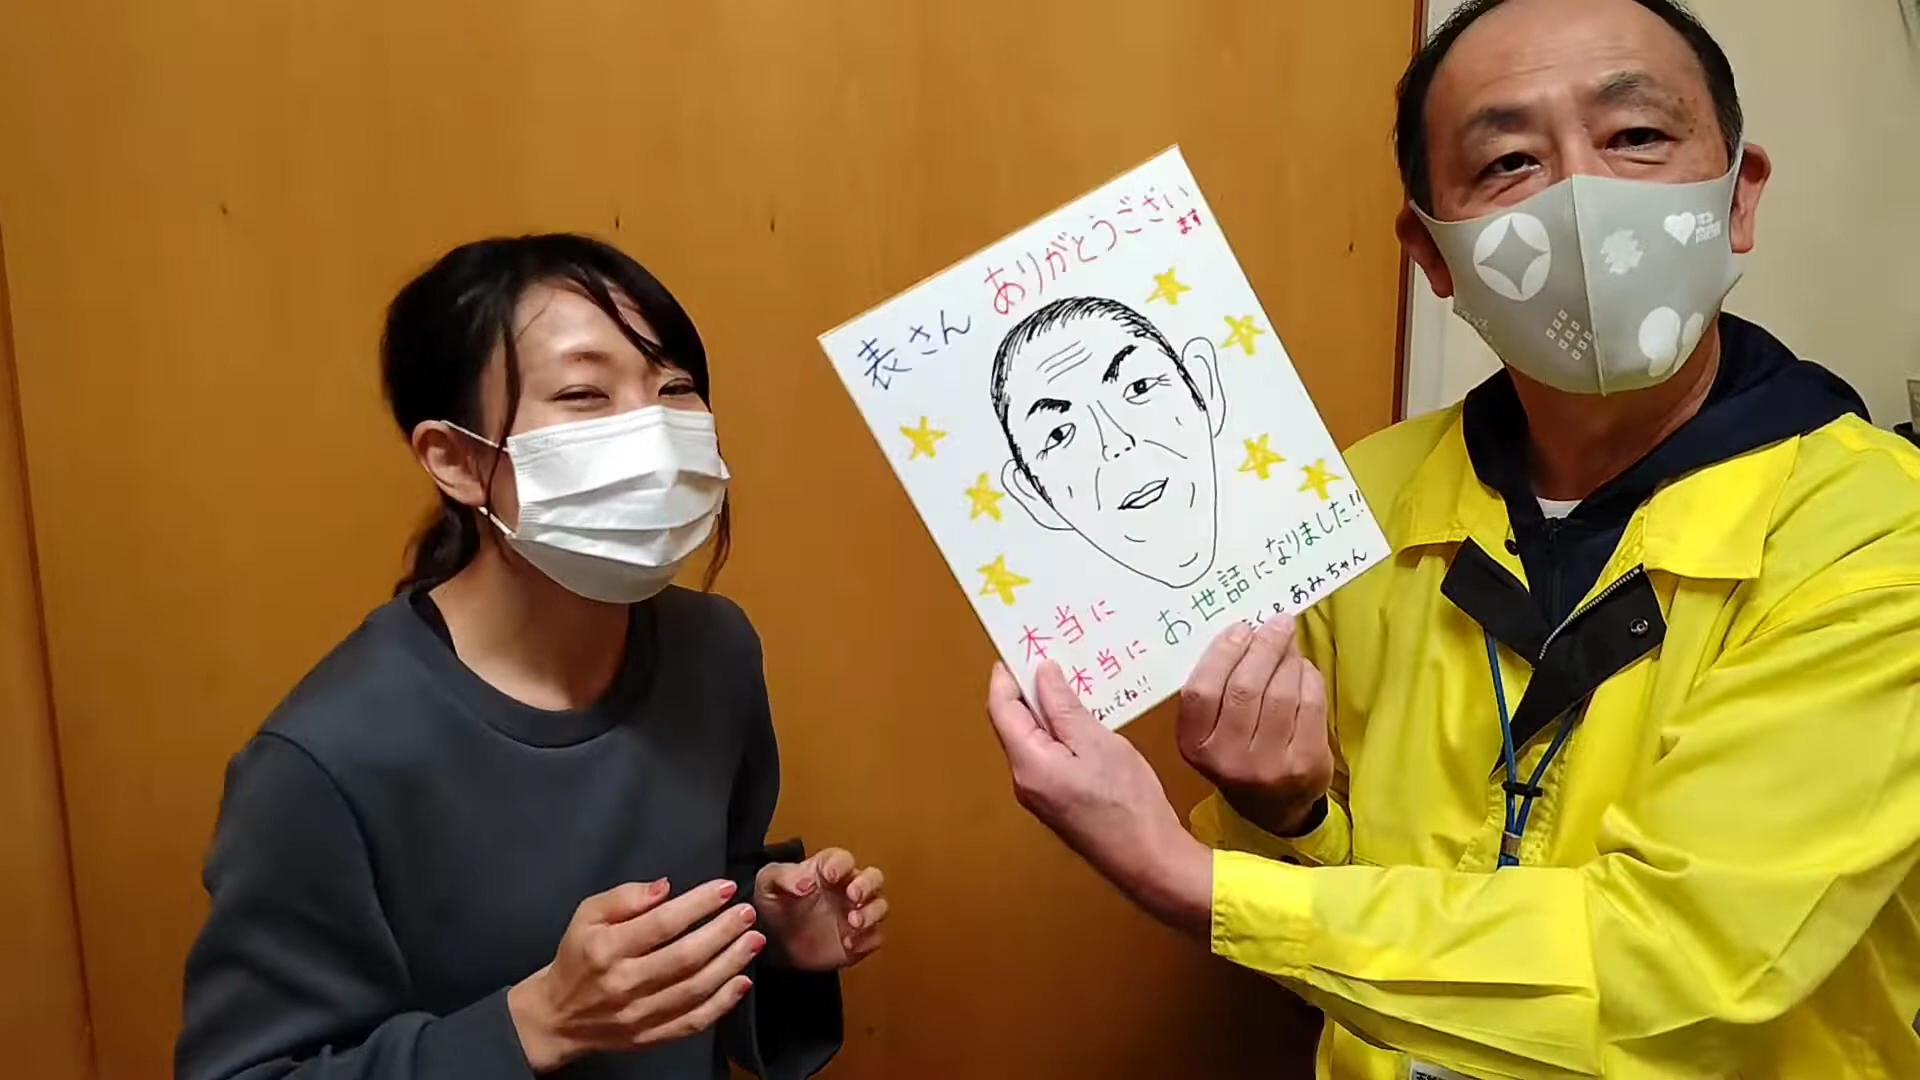 表さん ありがとうござい
ます
本当に
本当に お世話になりました!!
く & あみちゃん
ないでね!!